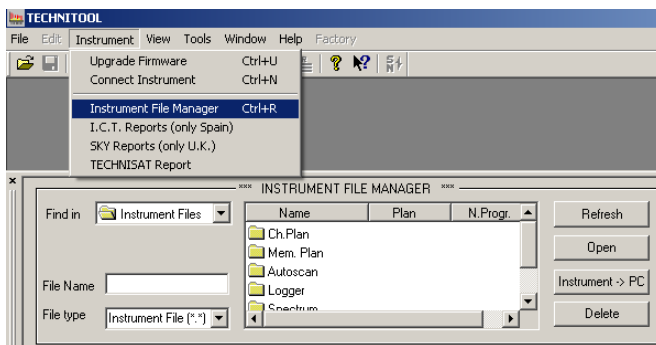 TECHNITOOL
File Edit Instrument View Tools Window Help Factory
Upgrade Firmware Ctrl+U
Connect Instrument Ctrl+N
Instrument File Manager Ctrl+R
I.C.T. Reports (only Spain)
SKY Reports (only U.K.)
TECHNISAT Report
*** INSTRUMENT FILE MANAGER ***
Find in Instrument Files
Name Plan N.Progr.
Refresh
Ch.Plan
Mem. Plan
Open
Autoscan
File Name
Logger
Instrument -> PC
Spectrum
File type Instrument File (*.*)
Delete